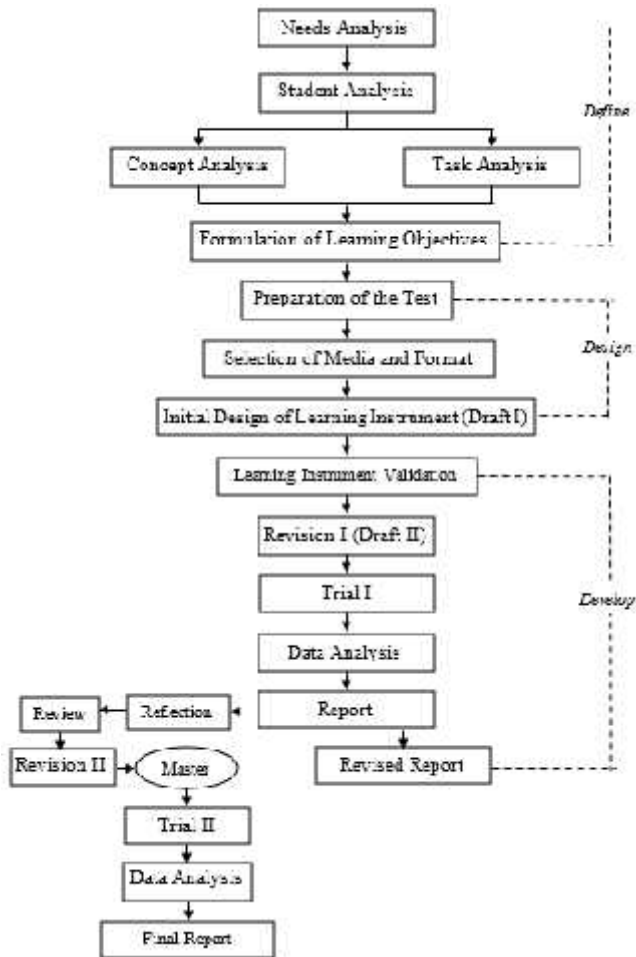 Needs Analysis
Student Analysis
Define
Concept Analysis
Task Analysis
Formulation of Learning Objectives
Preparation of the Test
Design
Selection of Media and Format
Initial Design of Learning Instrument (Draft I)
Learning Instrument Validation
Revision I (Draft II)
Trial I
Develop
Data Analysis
Report
Reflection
Review
Revision II
Master
Revised Report
Trial II
Data Analysis
Final Report